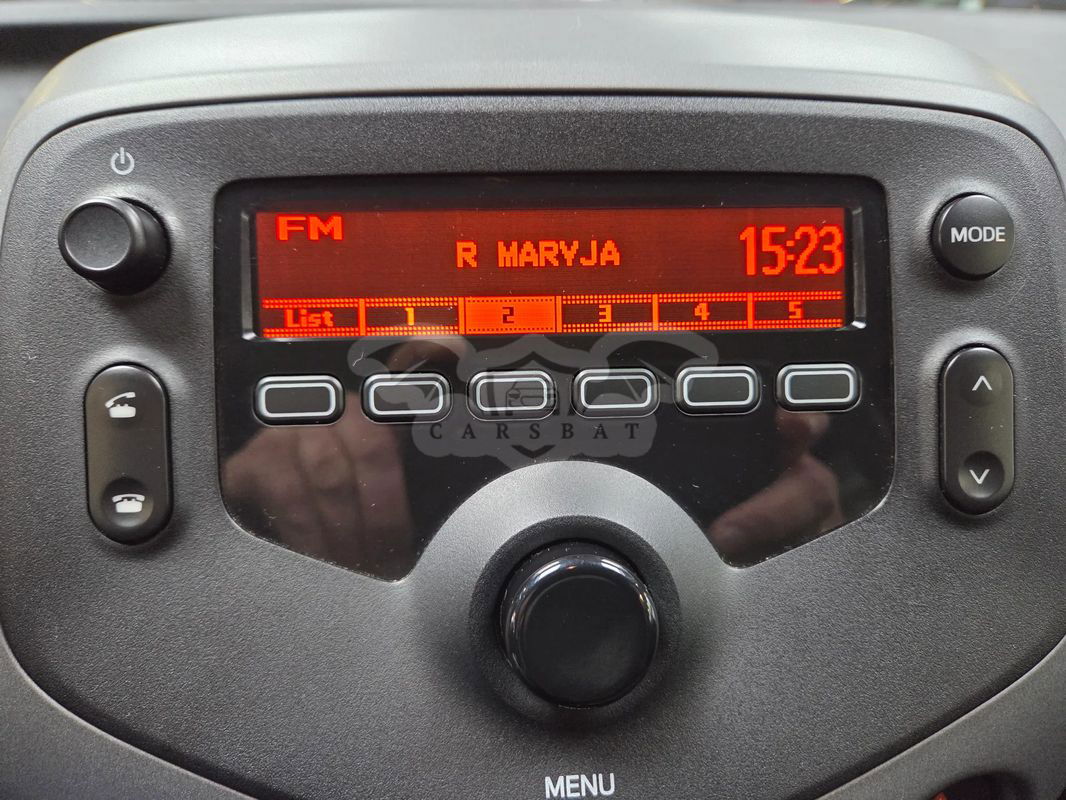 FM
R MARYJA
15:23
List 1 2 3 4 5
MODE
CARSBAT
MENU